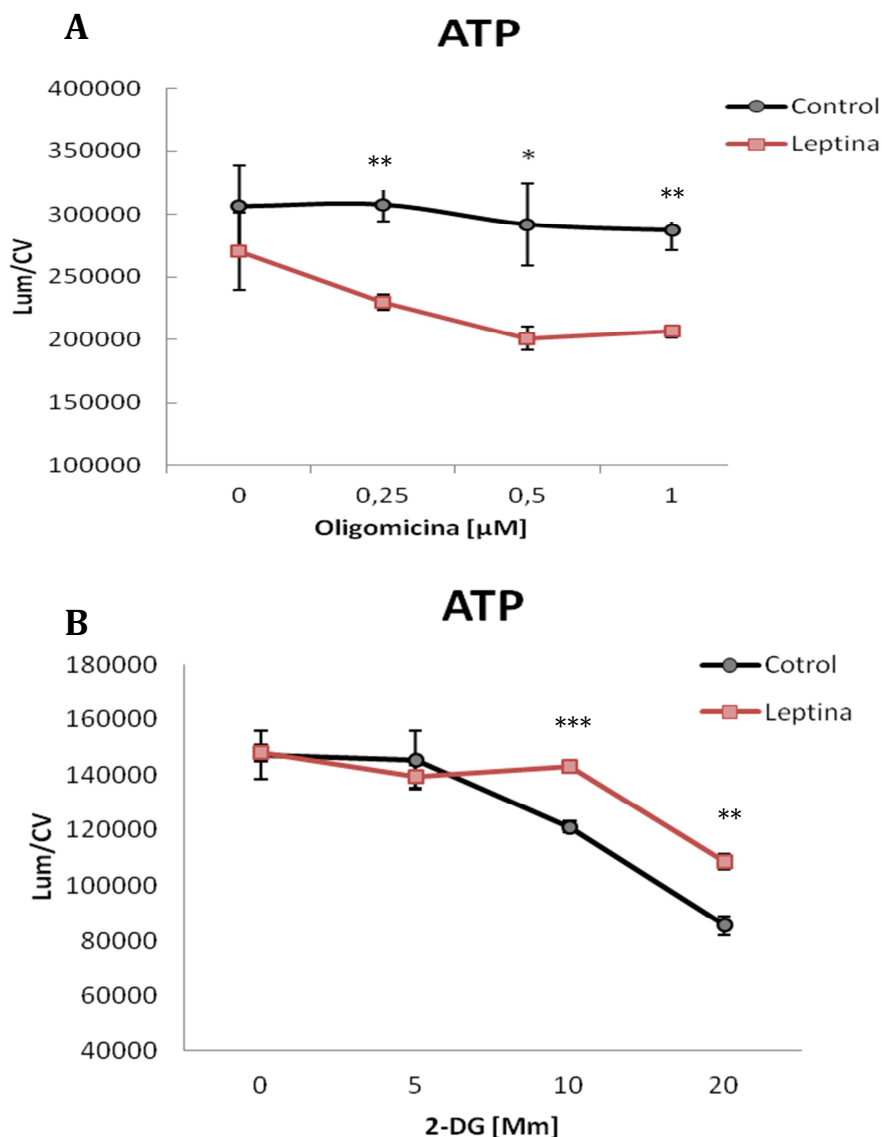 A
ATP
400000
350000
300000
250000
200000
150000
100000
Lum/CV
** * **
Control
Leptina
0 0,25 0,5 1
Oligomicina [µM]
B
ATP
180000
160000
140000
120000
100000
80000
60000
40000
Lum/CV
*** **
Cotrol
Leptina
0 5 10 20
2-DG [Mm]